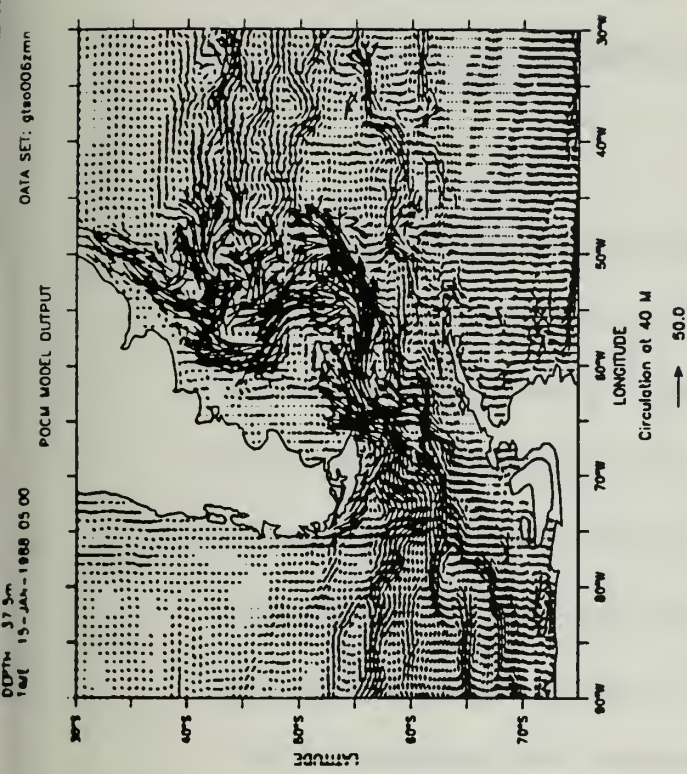 DEPTH 37.5m
TIME 15-JAN-1988 05 00
DATA SET: gtso006zmn
POCM MODEL OUTPUT
30°S
40°S
50°S
60°S
70°S
90°W 80°W 70°W 60°W 50°W 40°W 30°W
LONGITUDE
Circulation at 40 M
50.0